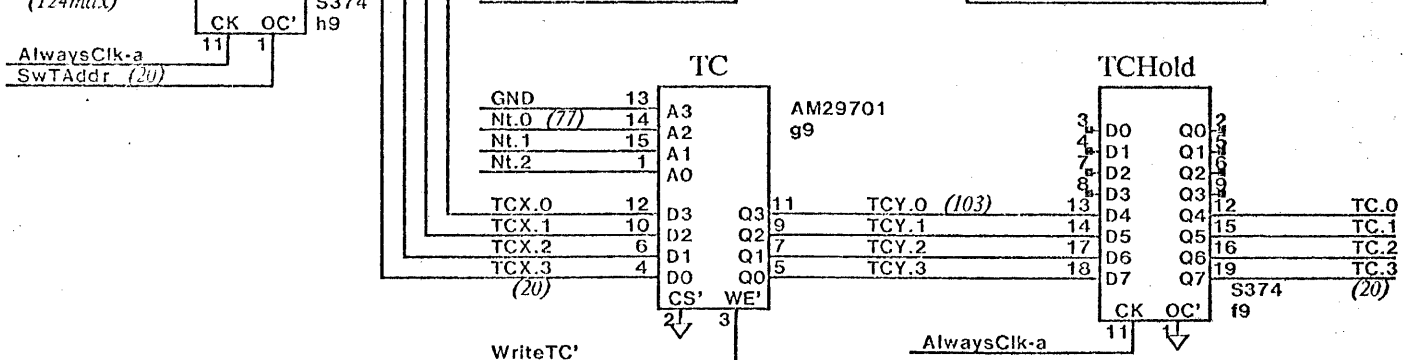 (124max)
S374
CK OC' h9
11 1
AlwaysClk-a
SwTAddr (20)
TC
TCHold
GND 13 A3
AM29701
g9
Nt.0 (77) 14 A2
Nt.1 15 A1
Nt.2 1 A0
3 D0 Q0 2
4 D1 Q1 5
7 D2 Q2 6
8 D3 Q3 9
TCX.0 12 D3 Q3 11 TCY.0 (103) 13 D4 Q4 12 TC.0
TCX.1 10 D2 Q2 9 TCY.1 14 D5 Q5 15 TC.1
TCX.2 6 D1 Q1 7 TCY.2 17 D6 Q6 16 TC.2
TCX.3 4 D0 Q0 5 TCY.3 18 D7 Q7 19 TC.3
(20)
CS' WE'
2 3
S374
(20)
CK OC' f9
11 1
WriteTC'
AlwaysClk-a